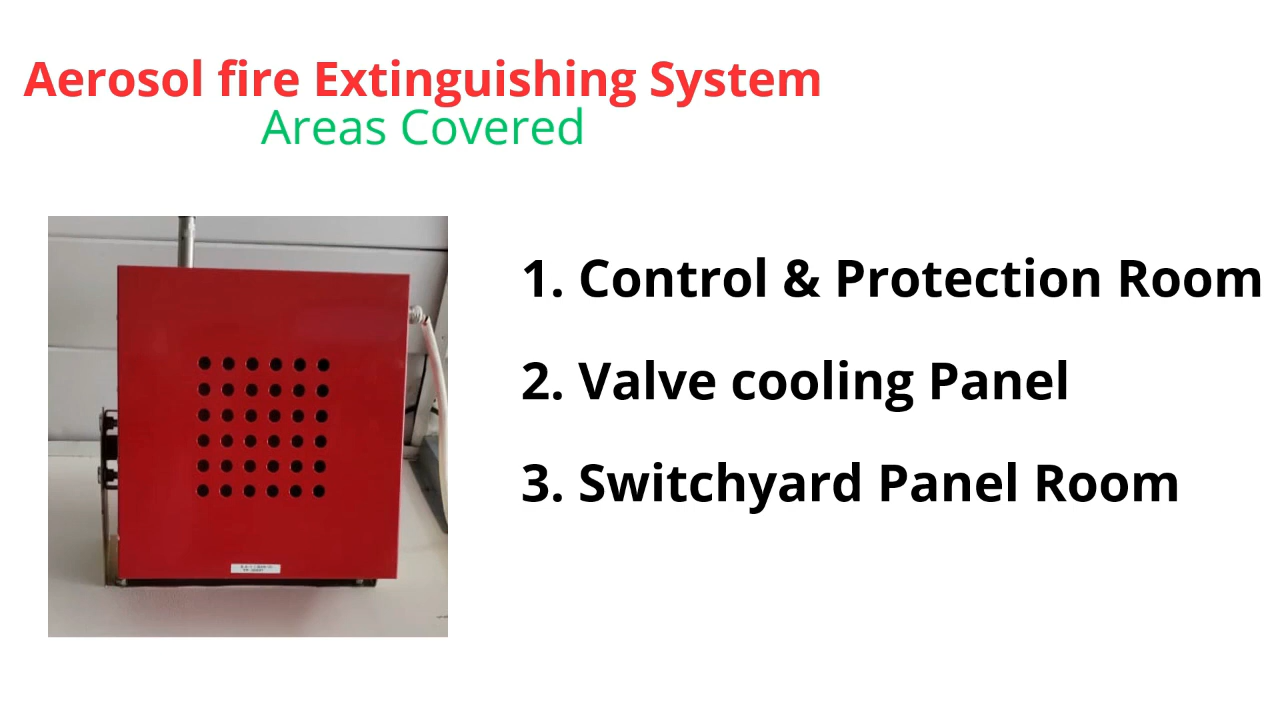 Aerosol fire Extinguishing System
Areas Covered
1. Control & Protection Room
2. Valve cooling Panel
3. Switchyard Panel Room